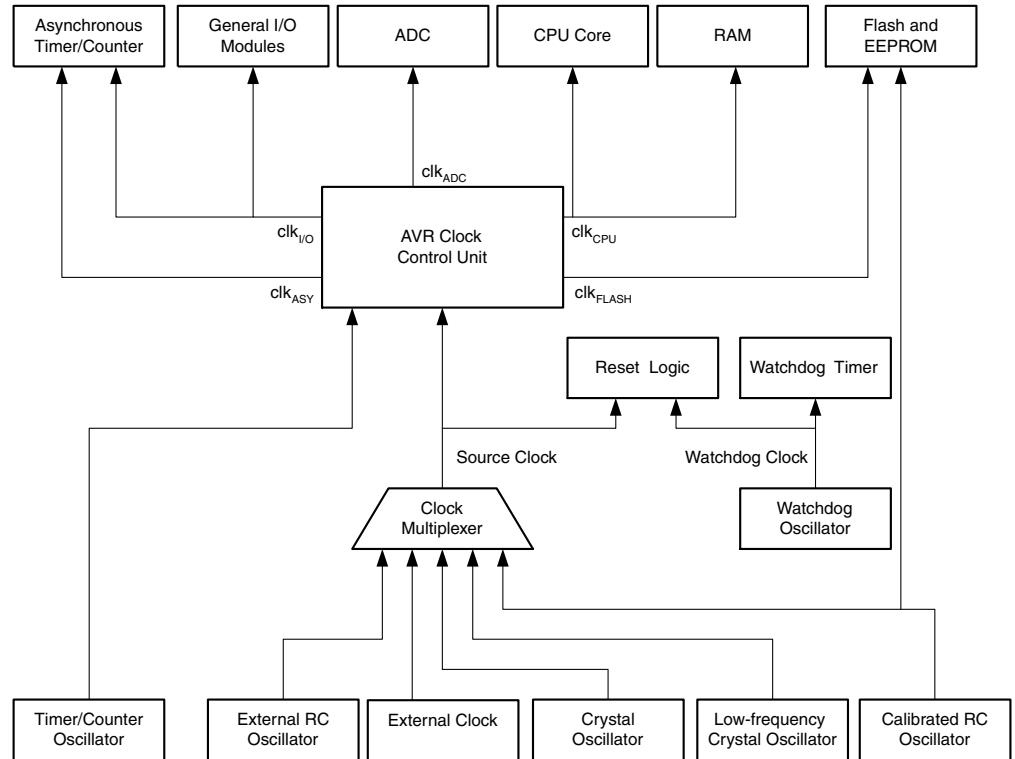 Asynchronous
Timer/Counter
General I/O
Modules
ADC
CPU Core
RAM
Flash and
EEPROM
clkADC
clkI/O
AVR Clock
Control Unit
clkCPU
clkASY
clkFLASH
Reset Logic
Watchdog Timer
Source Clock
Watchdog Clock
Clock
Multiplexer
Watchdog
Oscillator
Timer/Counter
Oscillator
External RC
Oscillator
External Clock
Crystal
Oscillator
Low-frequency
Crystal Oscillator
Calibrated RC
Oscillator